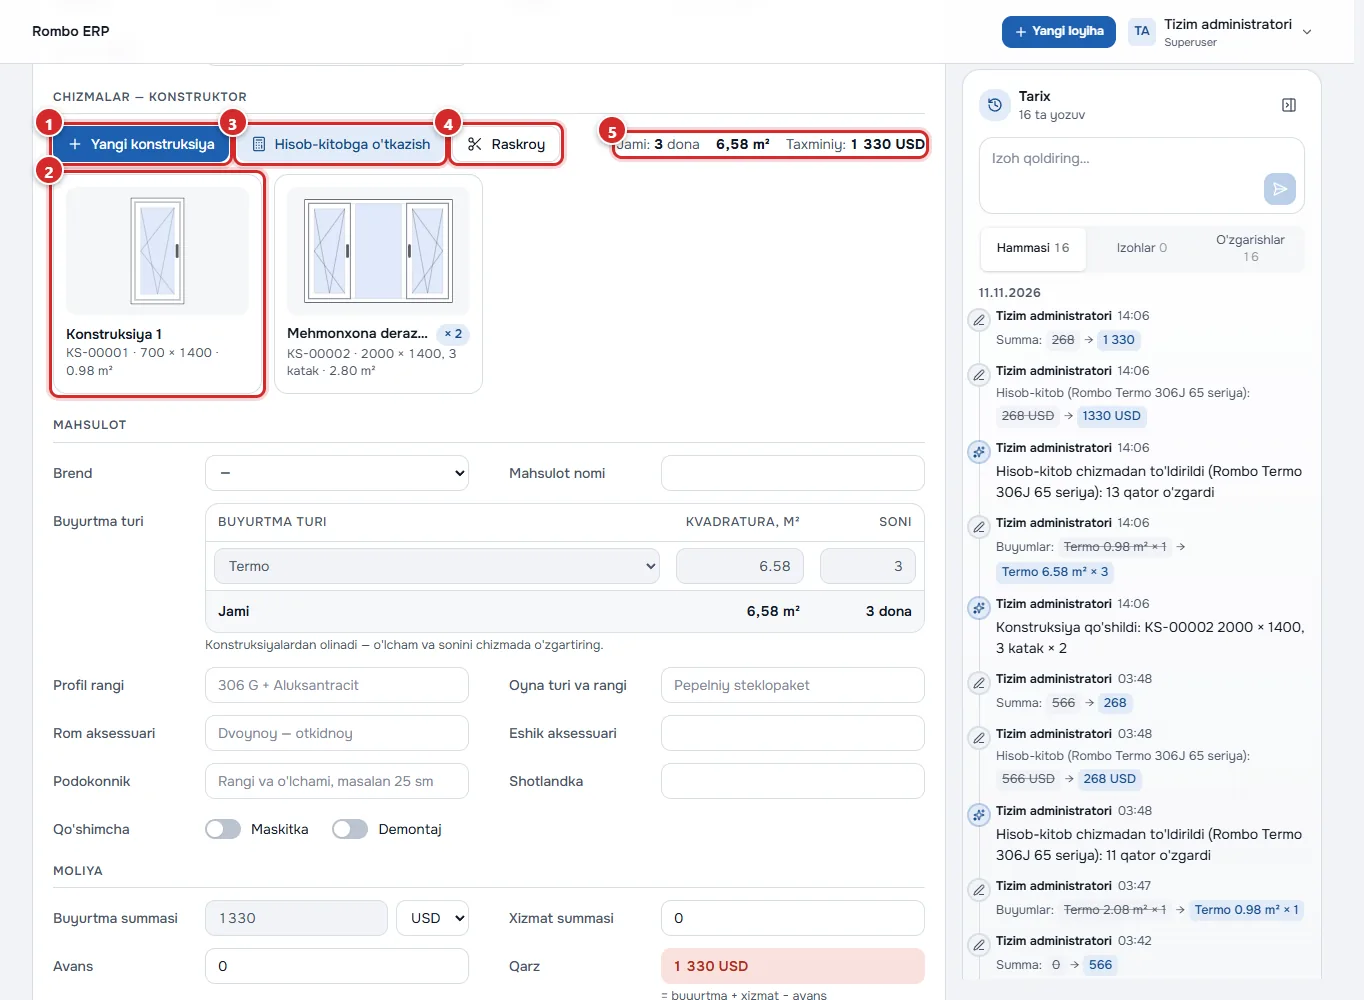 Rombo ERP
Yangi loyiha
TA
Tizim administratori
Superuser
CHIZMALAR — KONSTRUKTOR
1
3
4
5
Yangi konstruksiya
Hisob-kitobga o'tkazish
Raskroy
Jami: 3 dona 6,58 m² Taxminiy: 1 330 USD
2
Konstruksiya 1
KS-00001 · 700 × 1400 ·
0.98 m²
Mehmonxona deraz... × 2
KS-00002 · 2000 × 1400, 3
katak · 2.80 m²
MAHSULOT
Brend
—
Mahsulot nomi
Buyurtma turi
BUYURTMA TURI KVADRATURA, M² SONI
Termo 6.58 3
Jami 6,58 m² 3 dona
Konstruksiyalardan olinadi — o'lcham va sonini chizmada o'zgartiring.
Profil rangi
306 G + Aluksantracit
Oyna turi va rangi
Pepelniy steklopaket
Rom aksessuari
Dvoynoy — otkidnoy
Eshik aksessuari
Podokonnik
Rangi va o'lchami, masalan 25 sm
Shotlandka
Qo'shimcha
Maskitka
Demontaj
MOLIYA
Buyurtma summasi
1330
USD
Xizmat summasi
0
Avans
0
Qarz
1 330 USD
= buyurtma + xizmat − avans
Tarix
16 ta yozuv
Izoh qoldiring...
Hammasi 16
Izohlar 0
O'zgarishlar
16
11.11.2026
Tizim administratori 14:06
Summa: 268 → 1 330
Tizim administratori 14:06
Hisob-kitob (Rombo Termo 306J 65 seriya):
268 USD → 1330 USD
Tizim administratori 14:06
Hisob-kitob chizmadan to'ldirildi (Rombo Termo
306J 65 seriya): 13 qator o'zgardi
Tizim administratori 14:06
Buyumlar: Termo 0.98 m² × 1 →
Termo 6.58 m² × 3
Tizim administratori 14:06
Konstruksiya qo'shildi: KS-00002 2000 × 1400,
3 katak × 2
Tizim administratori 03:48
Summa: 566 → 268
Tizim administratori 03:48
Hisob-kitob (Rombo Termo 306J 65 seriya):
566 USD → 268 USD
Tizim administratori 03:48
Hisob-kitob chizmadan to'ldirildi (Rombo Termo
306J 65 seriya): 11 qator o'zgardi
Tizim administratori 03:47
Buyumlar: Termo 2.08 m² × 1 → Termo 0.98 m² × 1
Tizim administratori 03:42
Summa: 0 → 566